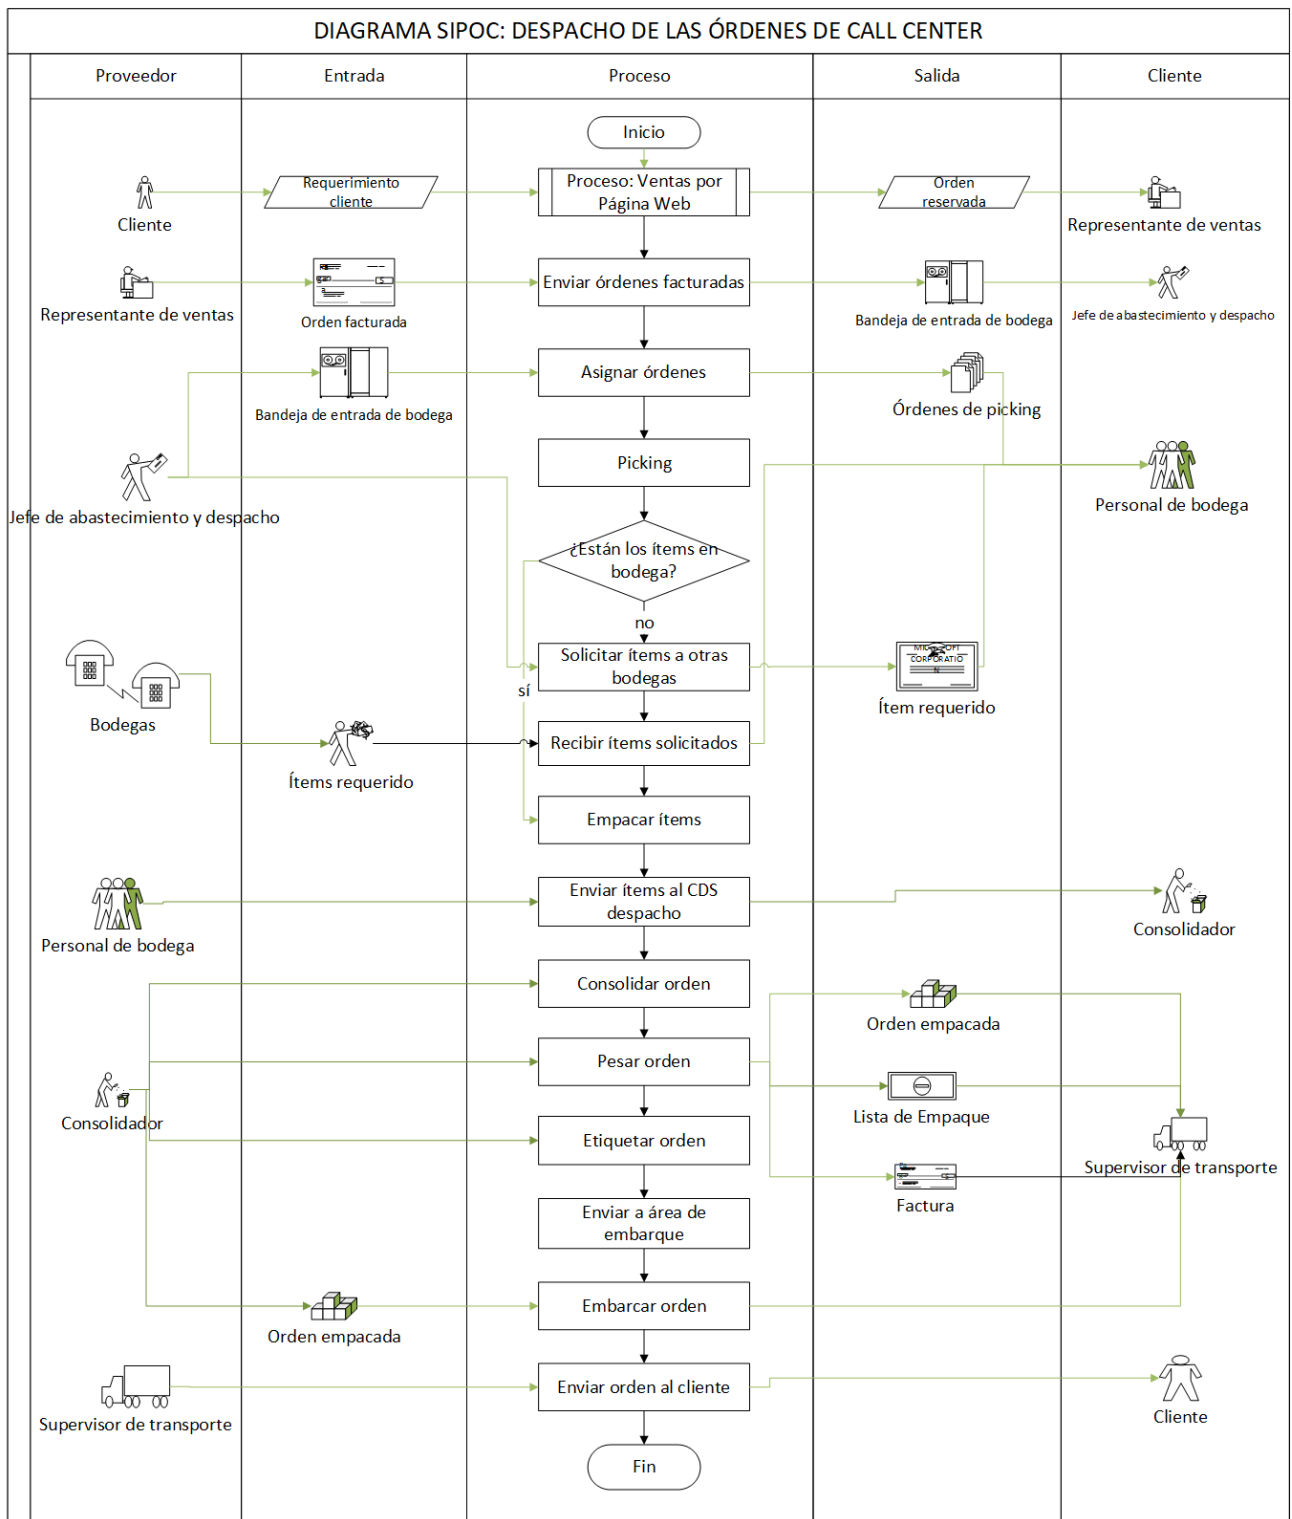 DIAGRAMA SIPOC: DESPACHO DE LAS ÓRDENES DE CALL CENTER
Proveedor
Entrada
Proceso
Salida
Cliente
Inicio
Cliente
Requerimiento
cliente
Proceso: Ventas por
Página Web
Orden
reservada
Representante de ventas
Representante de ventas
Orden facturada
Enviar órdenes facturadas
Bandeja de entrada de bodega
Jefe de abastecimiento y despacho
Bandeja de entrada de bodega
Asignar órdenes
Órdenes de picking
Jefe de abastecimiento y despacho
Picking
Personal de bodega
¿Están los ítems en
bodega?
no
sí
Solicitar ítems a otras
bodegas
CORPORATIO
N
Ítem requerido
Bodegas
Ítems requerido
Recibir ítems solicitados
Empacar ítems
Personal de bodega
Enviar ítems al CDS
despacho
Consolidador
Consolidar orden
Orden empacada
Pesar orden
Lista de Empaque
Consolidador
Etiquetar orden
Factura
Supervisor de transporte
Enviar a área de
embarque
Orden empacada
Embarcar orden
Supervisor de transporte
Enviar orden al cliente
Cliente
Fin